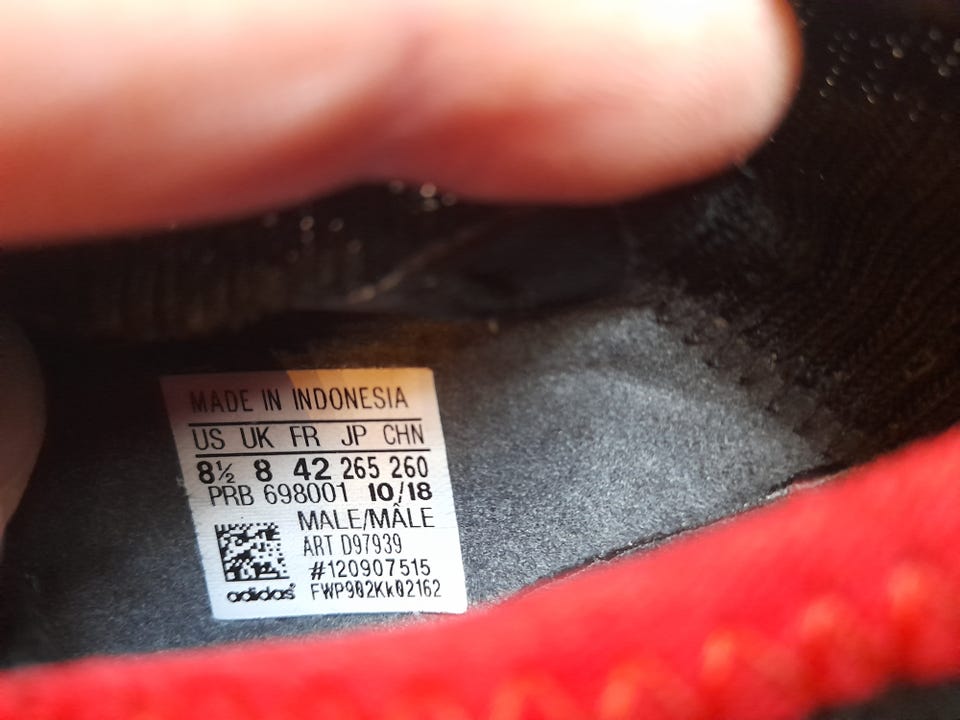 MADE IN INDONESIA
US UK FR JP CHN
8½ 8 42 265 260
PRB 698001 10/18
MALE/MÂLE
ART D97939
#120907515
adidas FWP902Kk02162